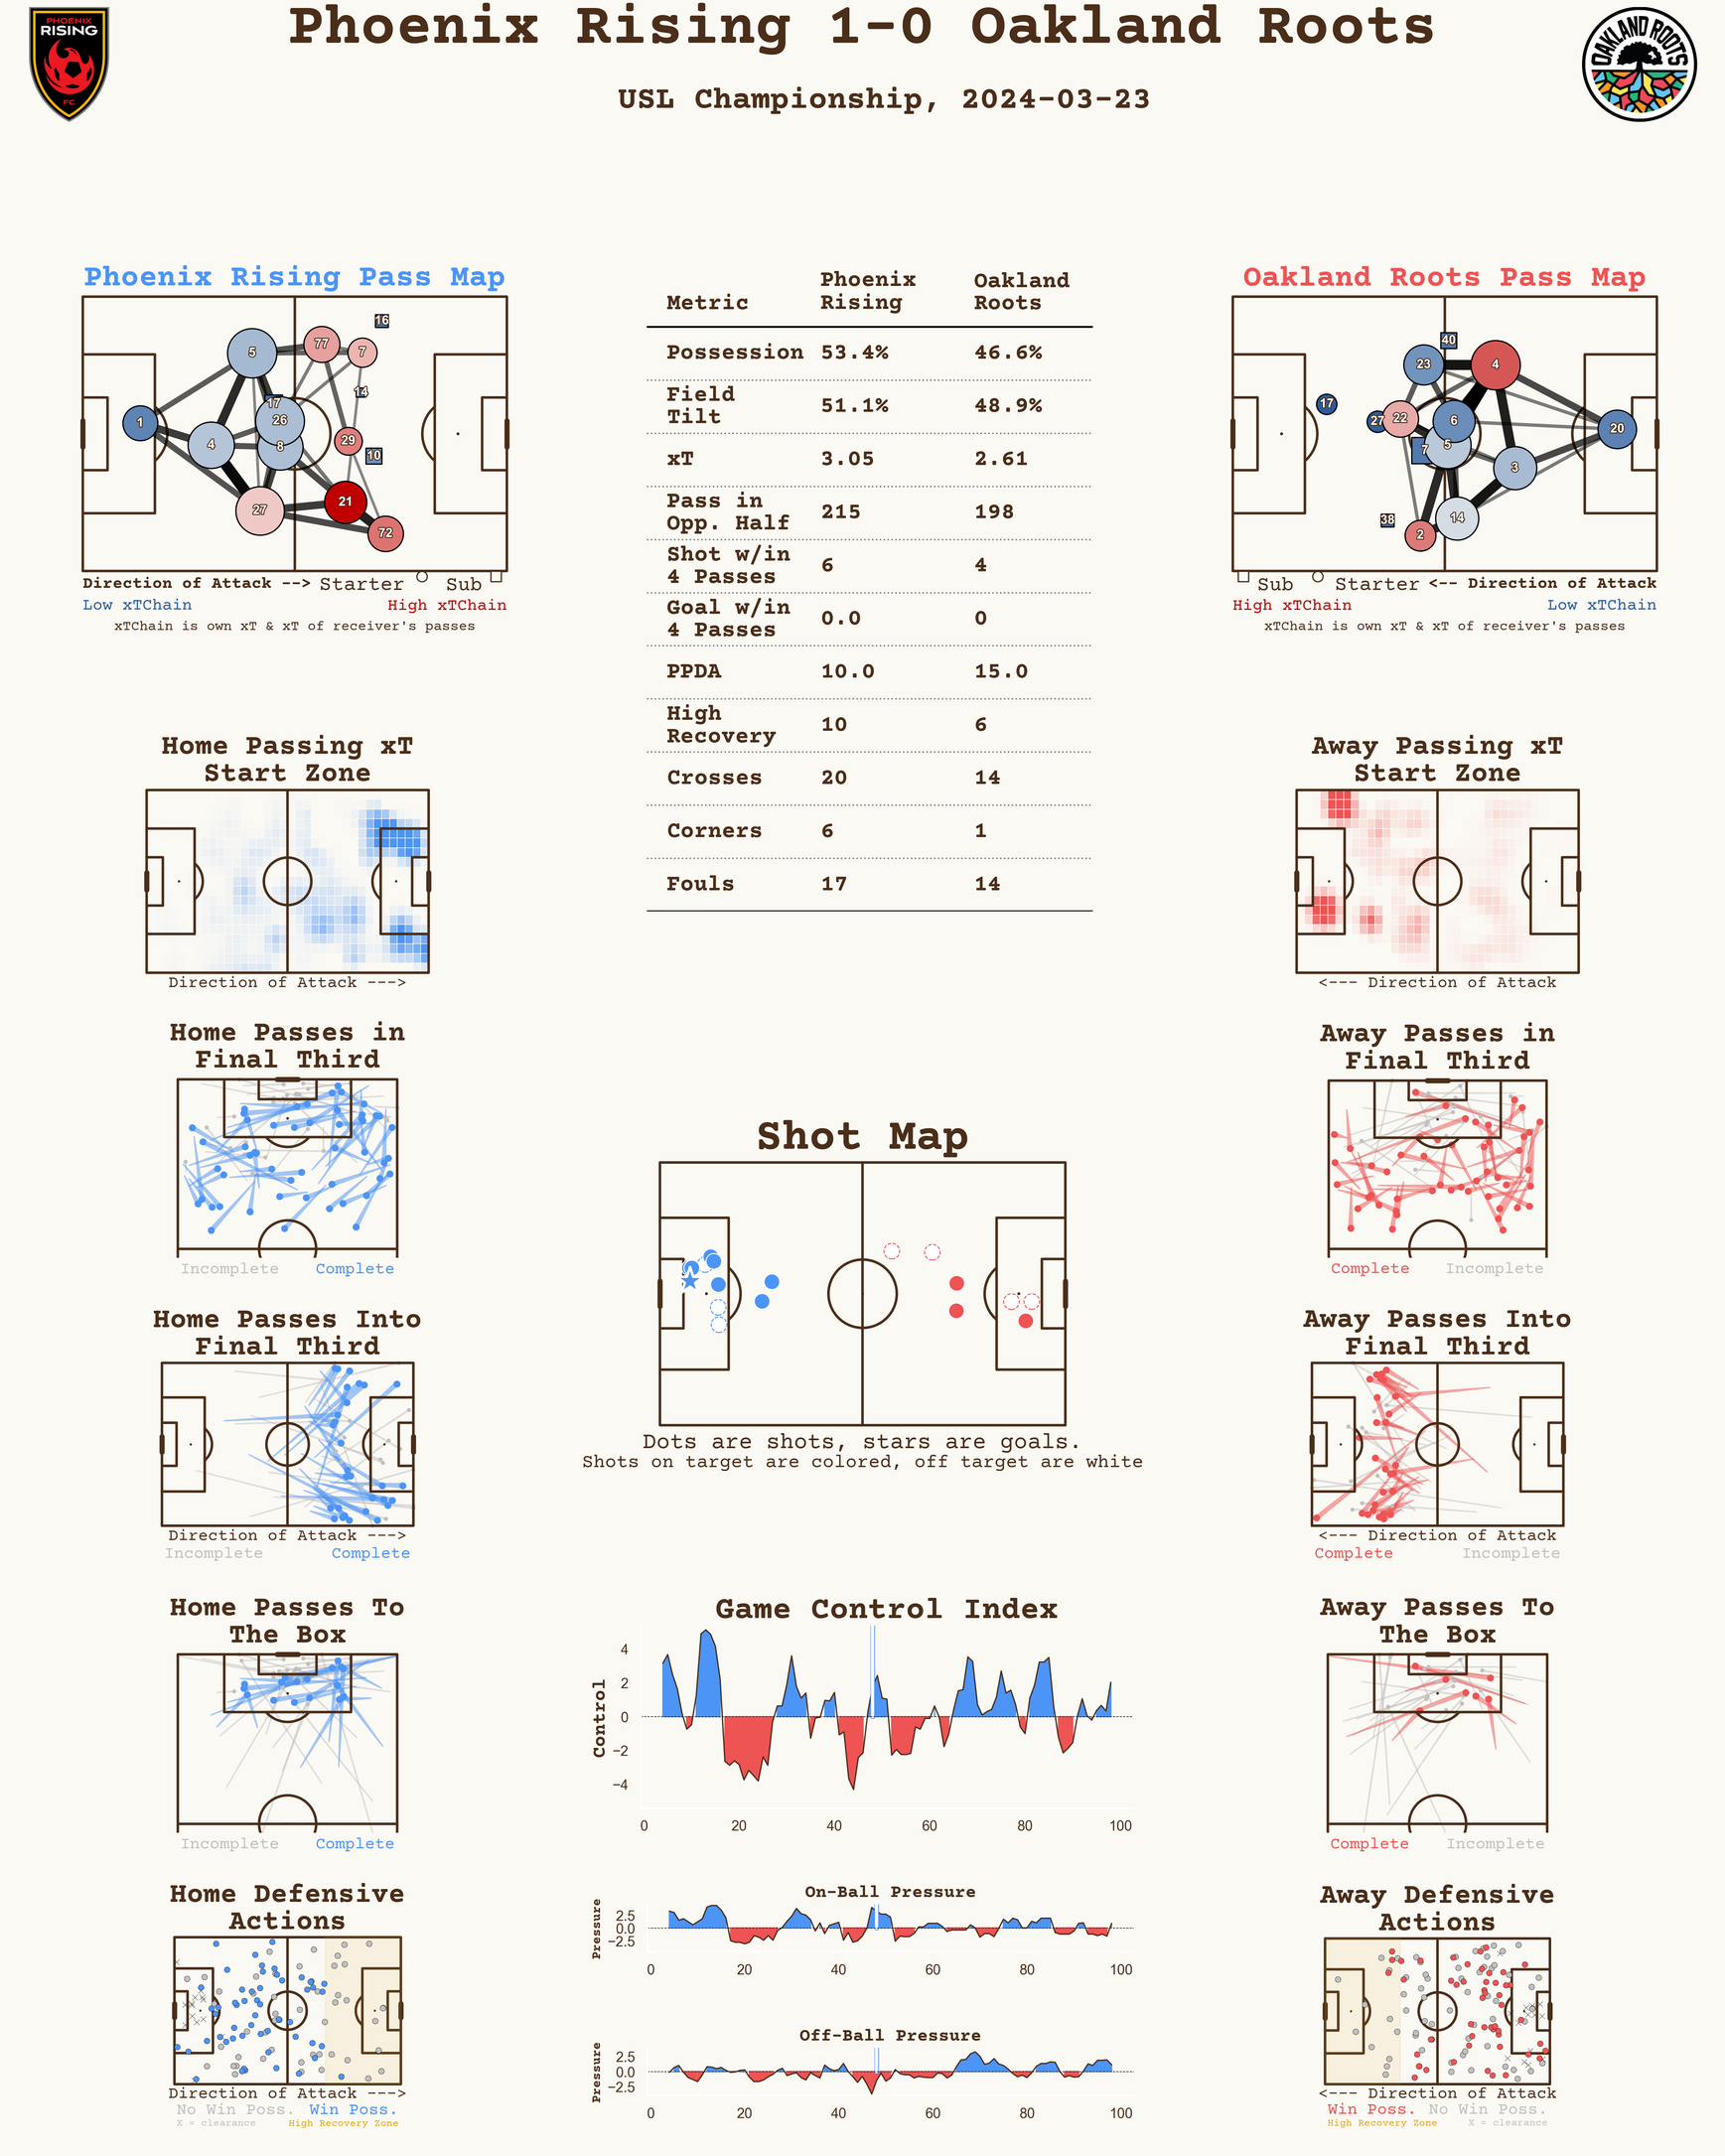 Phoenix Rising 1-0 Oakland Roots
USL Championship, 2024-03-23
PHOENIX
RISING
FC
OAKLAND ROOTS
Phoenix Rising Pass Map
16
77
5
7
14
17
26
1
4
8
29
10
27
21
72
Direction of Attack --> Starter Sub
Low xTChain High xTChain
xTChain is own xT & xT of receiver's passes
Metric Phoenix Rising Oakland Roots
Possession 53.4% 46.6%
Field Tilt 51.1% 48.9%
xT 3.05 2.61
Pass in Opp. Half 215 198
Shot w/in 4 Passes 6 4
Goal w/in 4 Passes 0.0 0
PPDA 10.0 15.0
High Recovery 10 6
Crosses 20 14
Corners 6 1
Fouls 17 14
Oakland Roots Pass Map
40
23
4
17
27
22
6
20
7
5
3
38
14
2
Sub Starter <-- Direction of Attack
High xTChain Low xTChain
xTChain is own xT & xT of receiver's passes
Home Passing xT
Start Zone
Direction of Attack --->
Home Passes in
Final Third
Incomplete Complete
Home Passes Into
Final Third
Direction of Attack --->
Incomplete Complete
Home Passes To
The Box
Incomplete Complete
Home Defensive
Actions
Direction of Attack --->
No Win Poss. Win Poss.
X = clearance High Recovery Zone
Shot Map
Dots are shots, stars are goals.
Shots on target are colored, off target are white
Game Control Index
Control
4
2
0
−2
−4
0 20 40 60 80 100
On-Ball Pressure
Pressure
2.5
0.0
−2.5
0 20 40 60 80 100
Off-Ball Pressure
Pressure
2.5
0.0
−2.5
0 20 40 60 80 100
Away Passing xT
Start Zone
<--- Direction of Attack
Away Passes in
Final Third
Complete Incomplete
Away Passes Into
Final Third
<--- Direction of Attack
Complete Incomplete
Away Passes To
The Box
Complete Incomplete
Away Defensive
Actions
<--- Direction of Attack
Win Poss. No Win Poss.
High Recovery Zone X = clearance